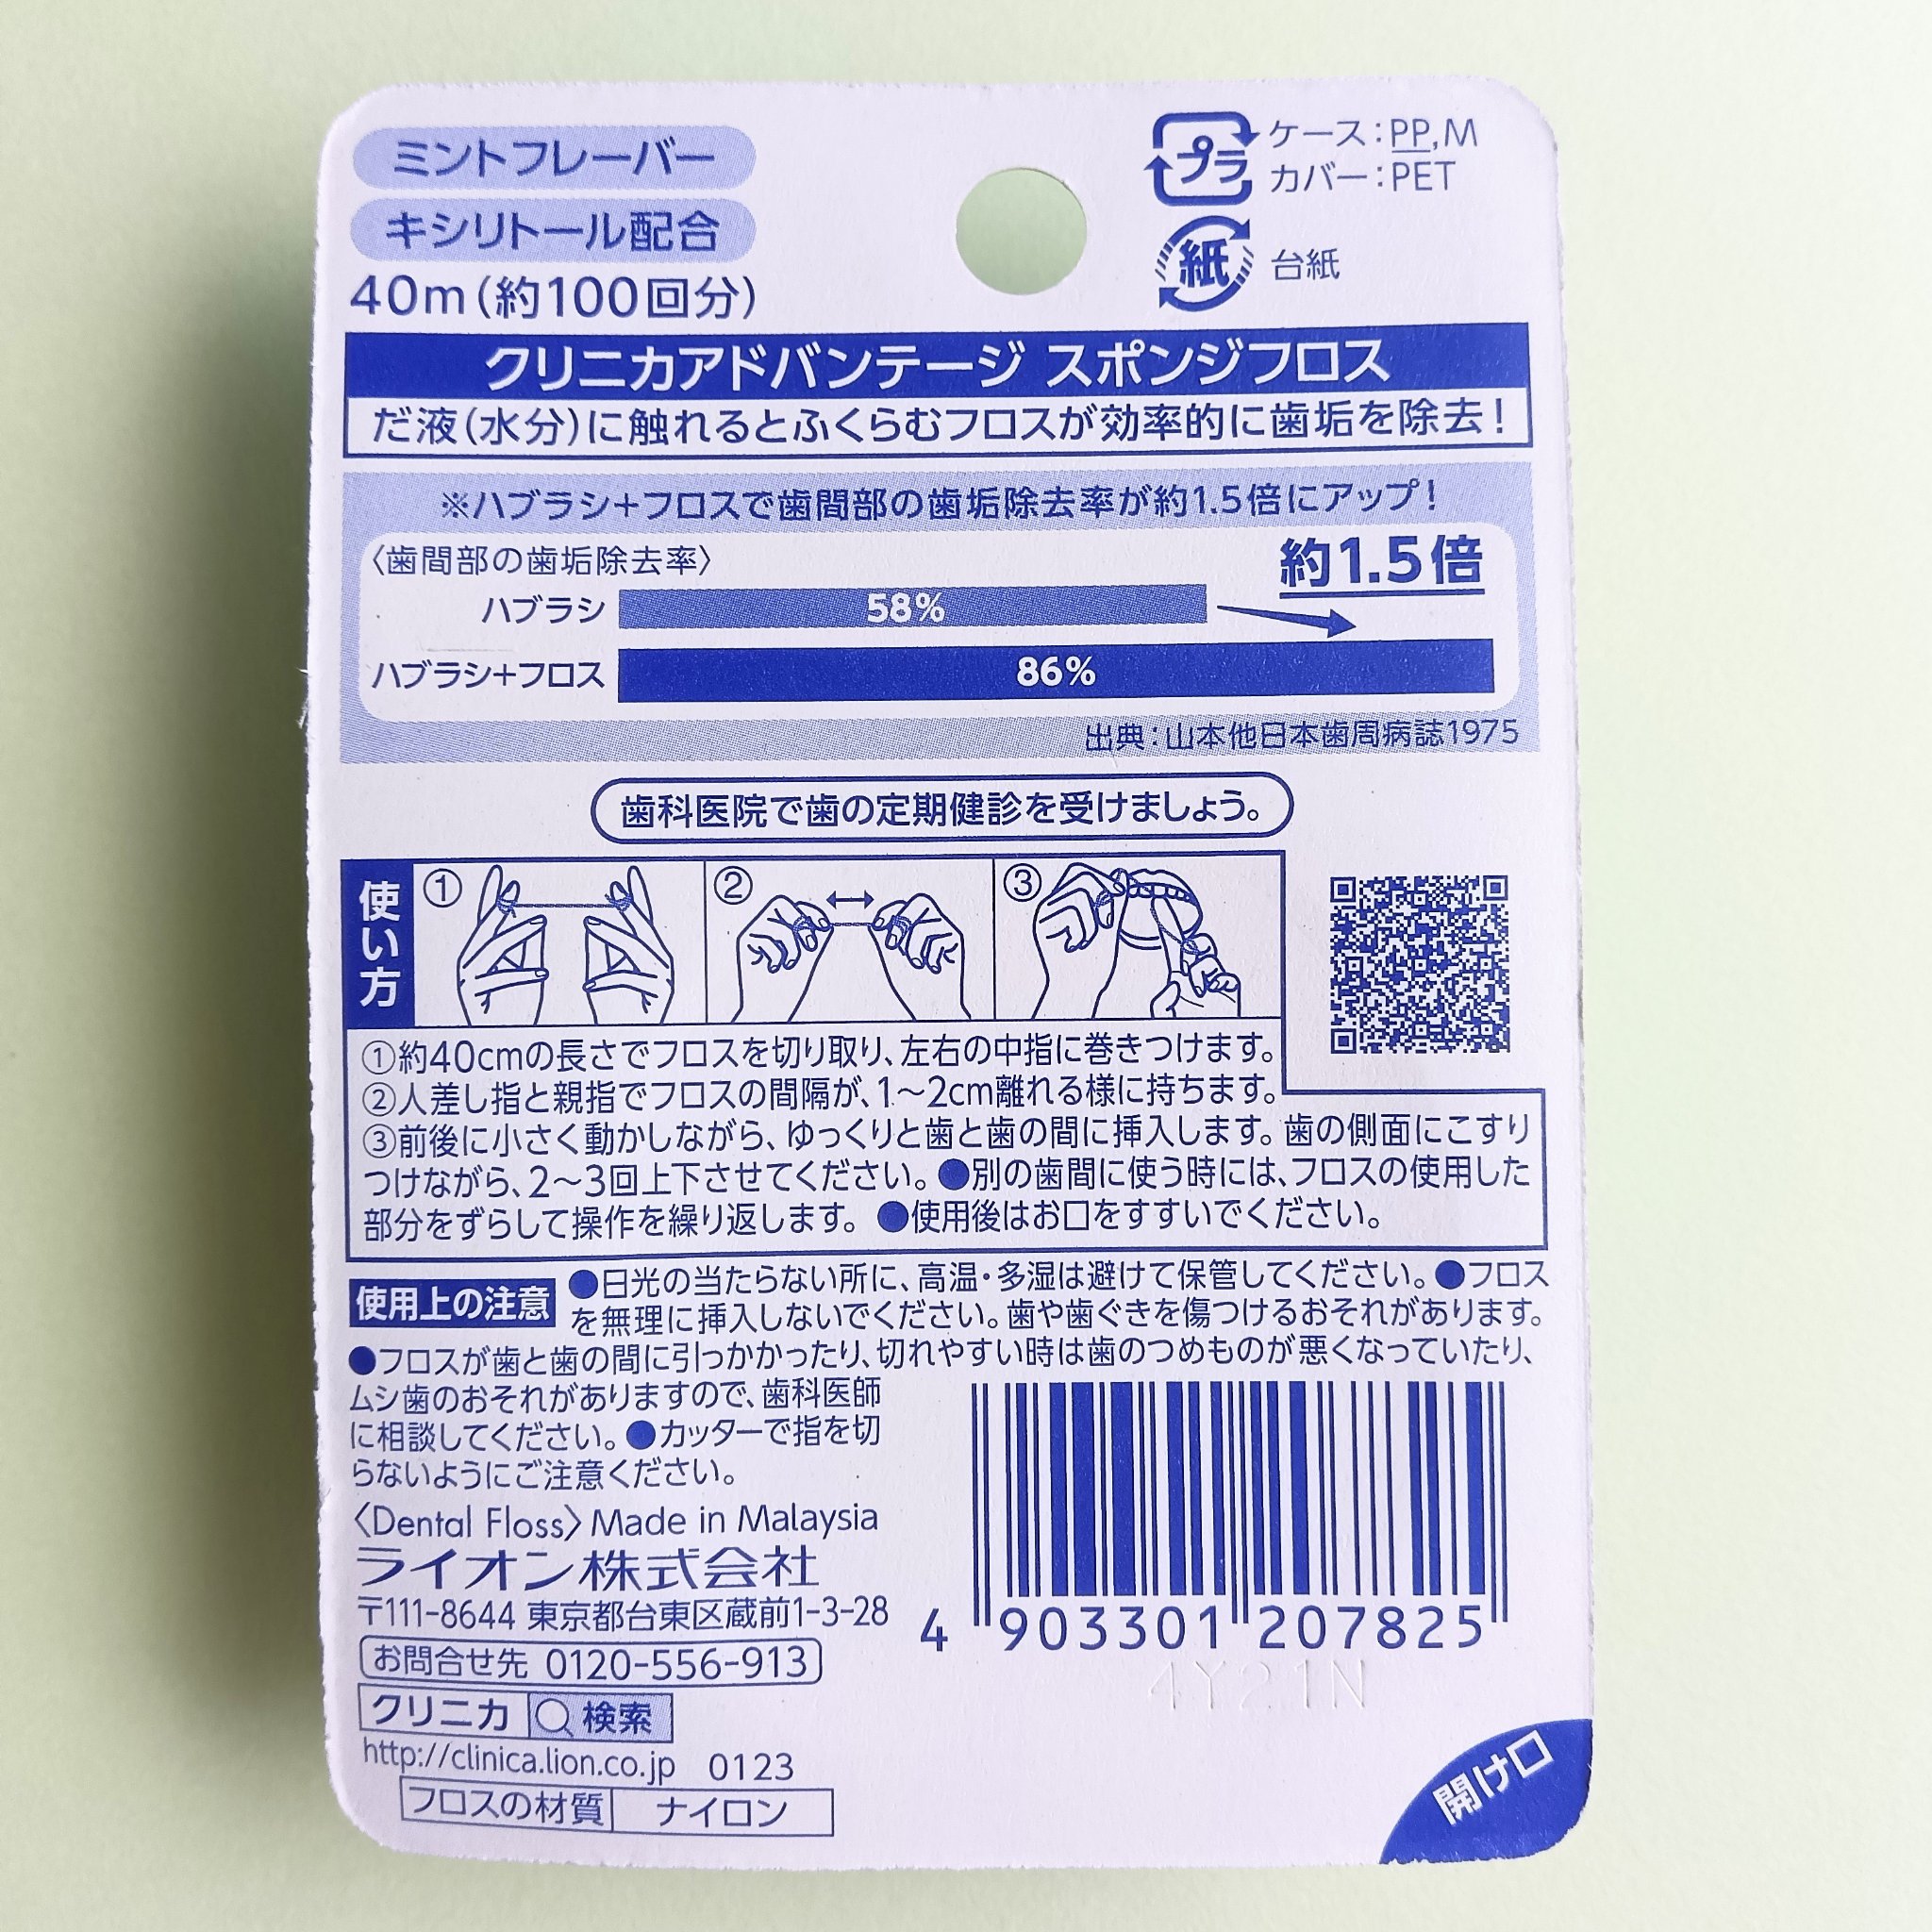 ミントフレーバー
キシリトール配合
40m(約100回分)
プラ
ケース:PP,M
カバー:PET
紙
台紙
クリニカアドバンテージ スポンジフロス
だ液(水分)に触れるとふくらむフロスが効率的に歯垢を除去!
※ハブラシ+フロスで歯間部の歯垢除去率が約1.5倍にアップ!
〈歯間部の歯垢除去率〉
約1.5倍
ハブラシ 58%
ハブラシ+フロス 86%
出典:山本他日本歯周病誌1975
歯科医院で歯の定期健診を受けましょう。
使い方
① ② ③
①約40cmの長さでフロスを切り取り、左右の中指に巻きつけます。
②人差し指と親指でフロスの間隔が、1〜2cm離れる様に持ちます。
③前後に小さく動かしながら、ゆっくりと歯と歯の間に挿入します。歯の側面にこすり
つけながら、2〜3回上下させてください。●別の歯間に使う時には、フロスの使用した
部分をずらして操作を繰り返します。●使用後はお口をすすいでください。
使用上の注意 ●日光の当たらない所に、高温・多湿は避けて保管してください。●フロス
を無理に挿入しないでください。歯や歯ぐきを傷つけるおそれがあります。
●フロスが歯と歯の間に引っかかったり、切れやすい時は歯のつめものが悪くなっていたり、
ムシ歯のおそれがありますので、歯科医師
に相談してください。●カッターで指を切
らないようにご注意ください。
〈Dental Floss〉Made in Malaysia
ライオン株式会社
〒111-8644 東京都台東区蔵前1-3-28
お問合せ先 0120-556-913
クリニカ 検索
http://clinica.lion.co.jp 0123
フロスの材質 ナイロン
4 903301 207825
4Y21N
開け口